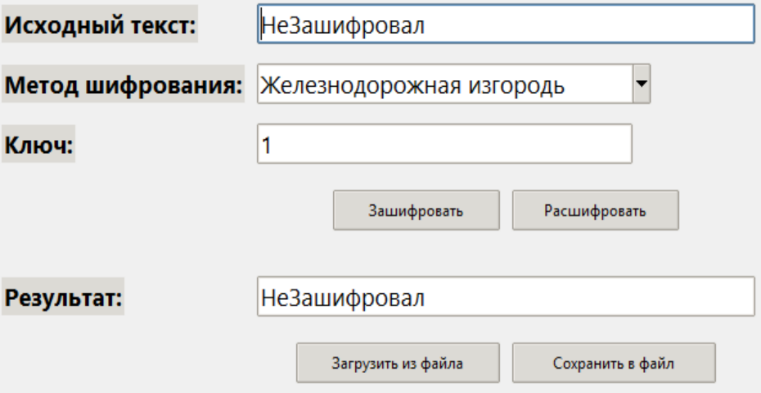 Исходный текст: НеЗашифровал
Метод шифрования: Железнодорожная изгородь
Ключ: 1
Зашифровать Расшифровать
Результат: НеЗашифровал
Загрузить из файла Сохранить в файл